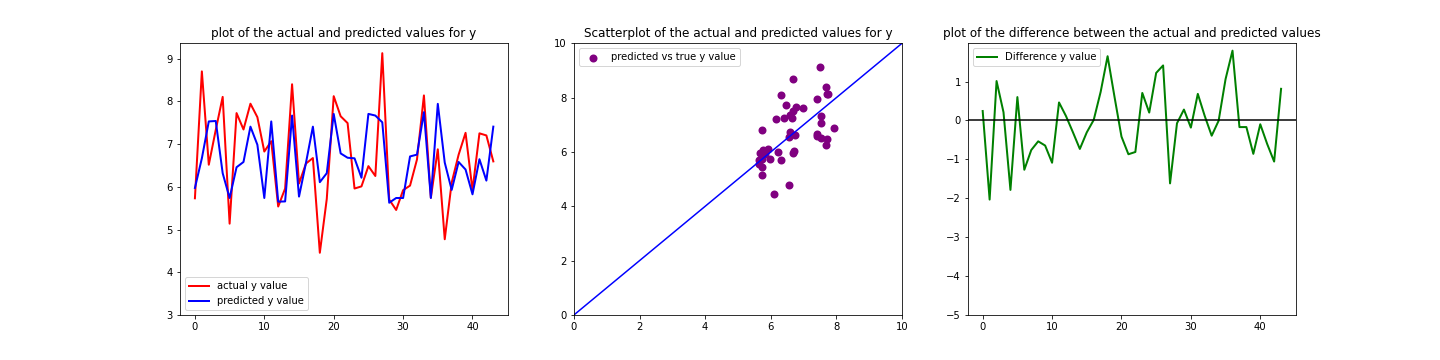 plot of the actual and predicted values for y
9
8
7
6
5
4
3
0 10 20 30 40
actual y value
predicted y value
Scatterplot of the actual and predicted values for y
10
8
6
4
2
0
0 2 4 6 8 10
predicted vs true y value
plot of the difference between the actual and predicted values
1
0
−1
−2
−3
−4
−5
0 10 20 30 40
Difference y value